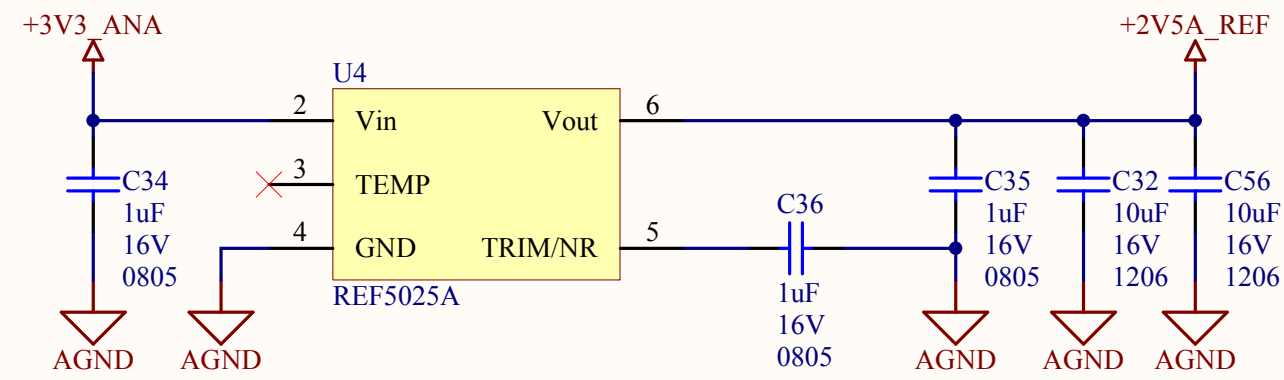 +3V3_ANA
+2V5A_REF
U4
2
Vin
Vout
6
3
TEMP
C34
1uF
16V
0805
C35
1uF
16V
0805
C32
10uF
16V
1206
C56
10uF
16V
1206
4
GND
TRIM/NR
5
C36
1uF
16V
0805
REF5025A
AGND
AGND
AGND
AGND
AGND